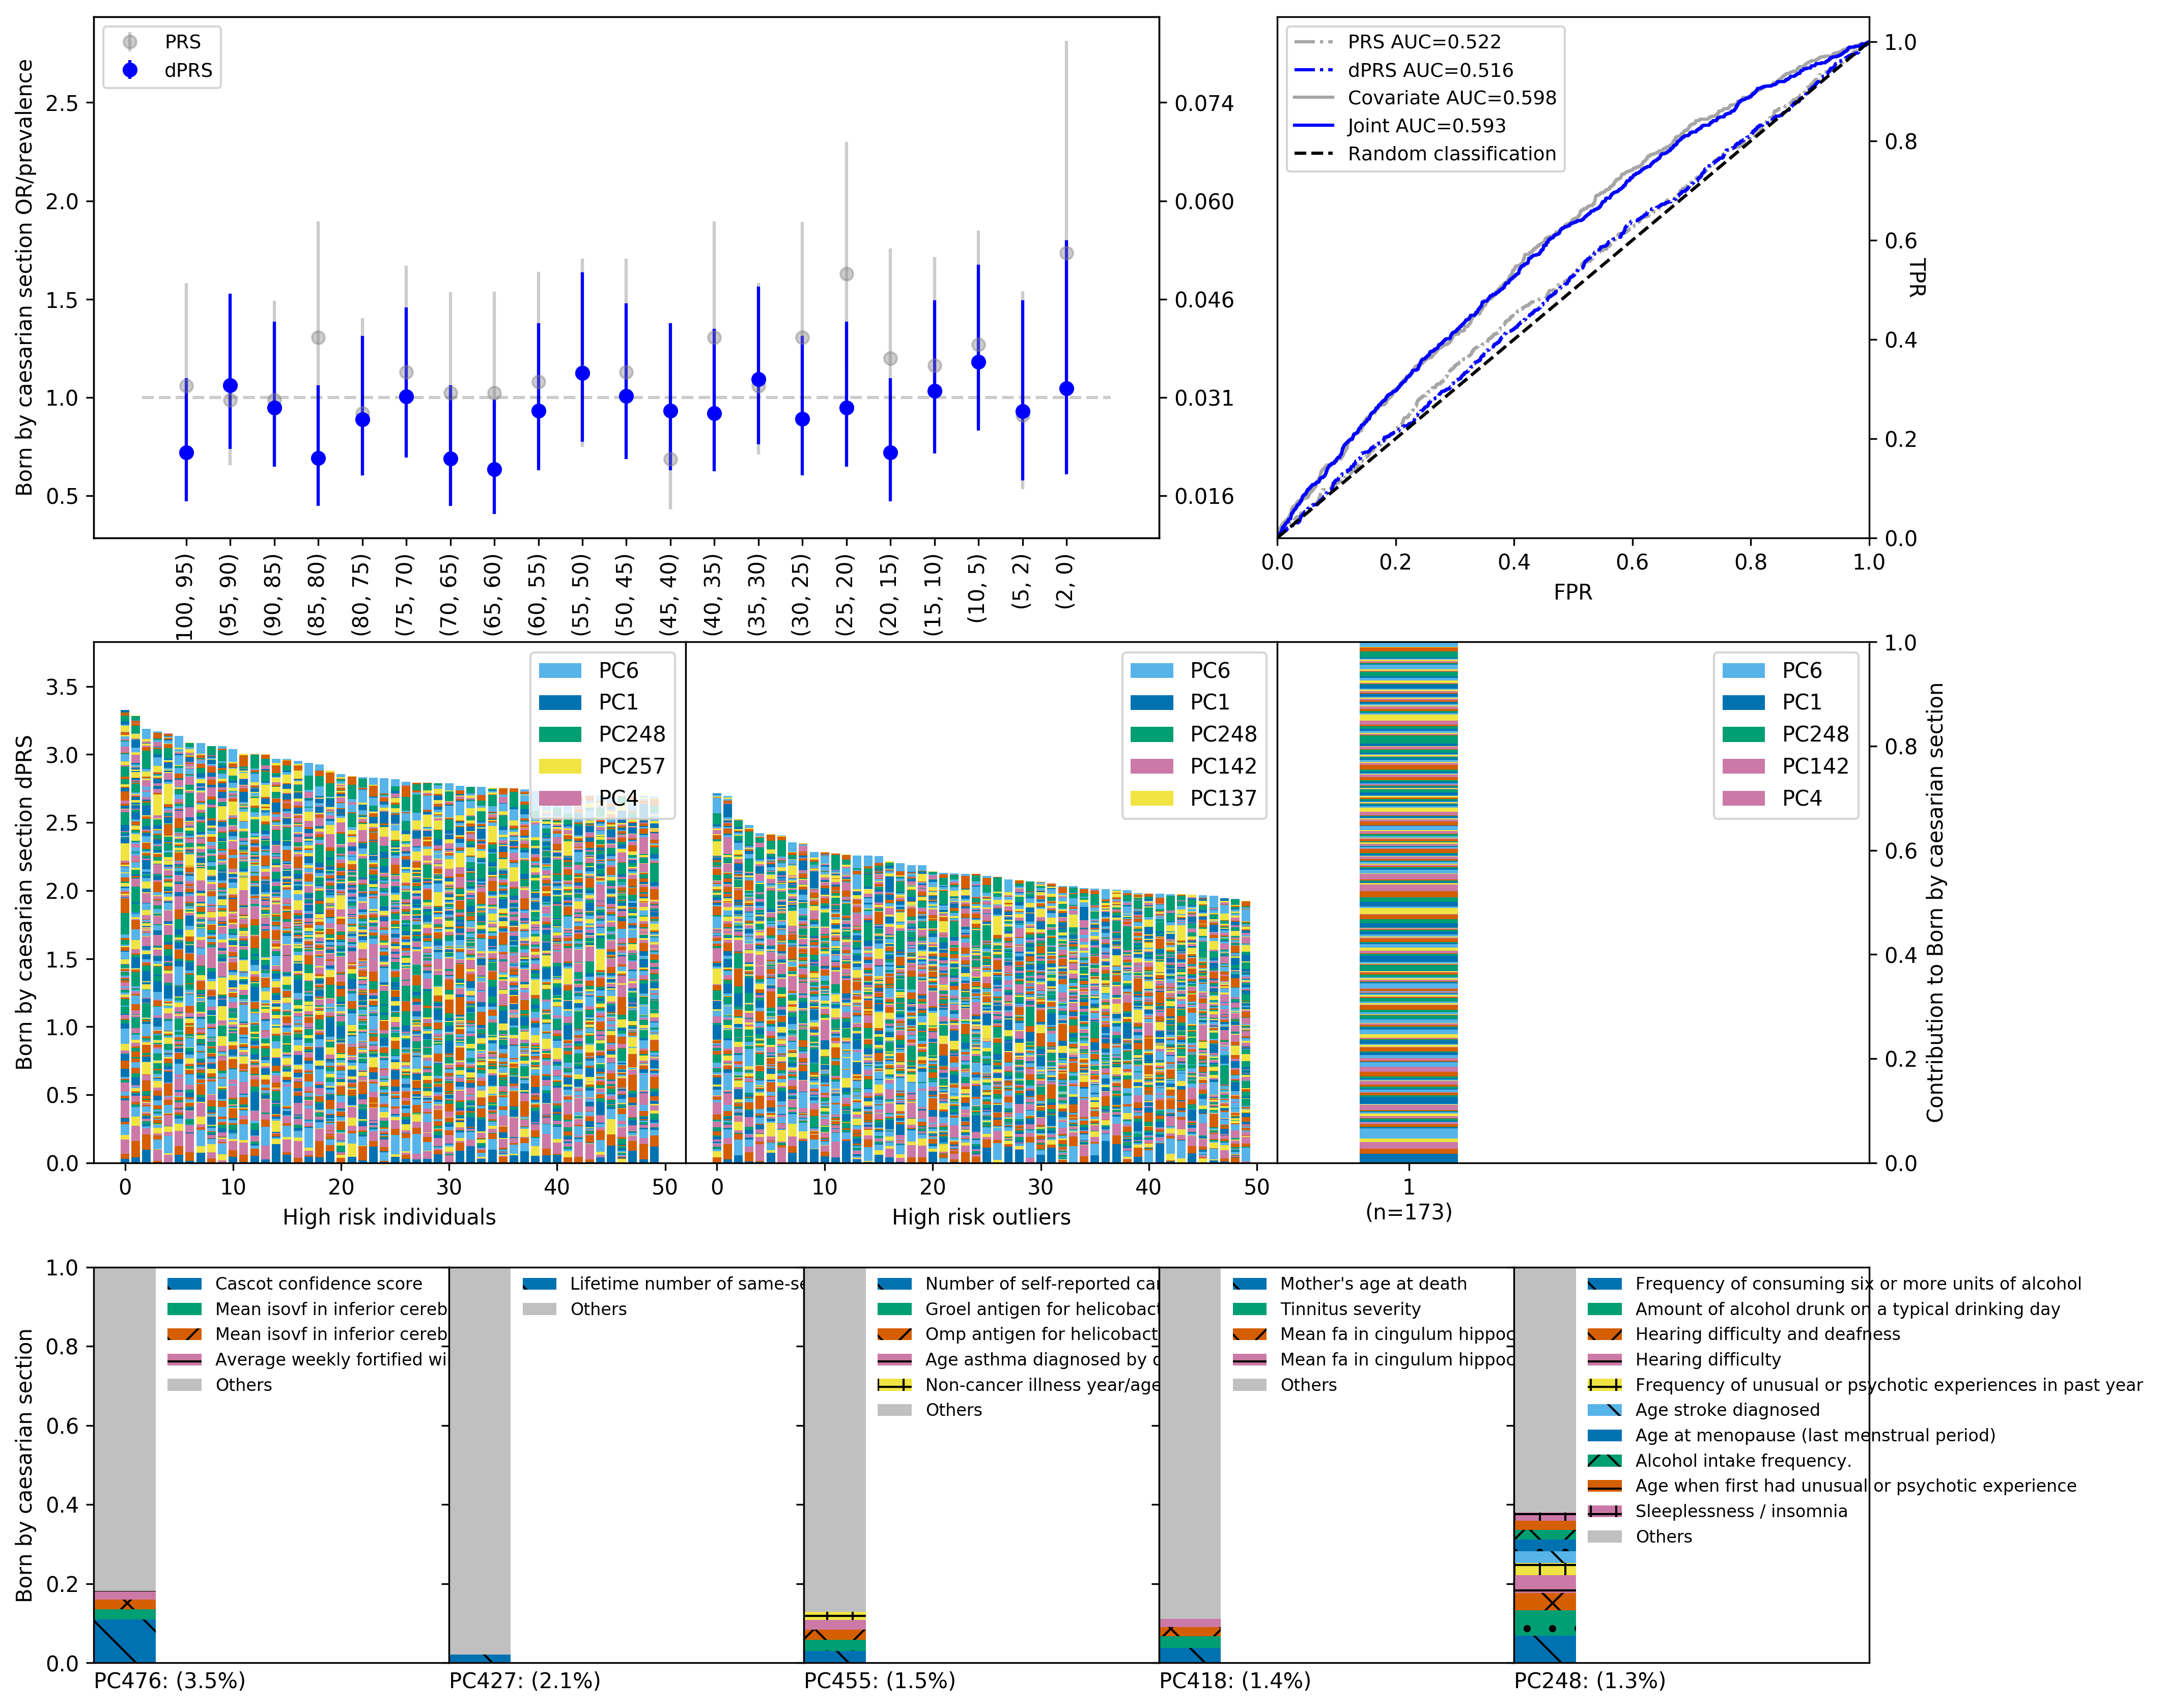 PRS
dPRS
Born by caesarian section OR/prevalence
2.5
2.0
1.5
1.0
0.5
0.074
0.060
0.046
0.031
0.016
100, 95)
(95, 90)
(90, 85)
(85, 80)
(80, 75)
(75, 70)
(70, 65)
(65, 60)
(60, 55)
(55, 50)
(50, 45)
(45, 40)
(40, 35)
(35, 30)
(30, 25)
(25, 20)
(20, 15)
(15, 10)
(10, 5)
(5, 2)
(2, 0)
PRS AUC=0.522
dPRS AUC=0.516
Covariate AUC=0.598
Joint AUC=0.593
Random classification
1.0
0.8
0.6
0.4
0.2
0.0
TPR
0.0
0.2
0.4
0.6
0.8
1.0
FPR
Born by caesarian section dPRS
3.5
3.0
2.5
2.0
1.5
1.0
0.5
0.0
PC6
PC1
PC248
PC257
PC4
0
10
20
30
40
50
High risk individuals
PC6
PC1
PC248
PC142
PC137
0
10
20
30
40
50
High risk outliers
PC6
PC1
PC248
PC142
PC4
1
(n=173)
1.0
0.8
0.6
0.4
0.2
0.0
Contribution to Born by caesarian section
Born by caesarian section
1.0
0.8
0.6
0.4
0.2
0.0
Cascot confidence score
Mean isovf in inferior cereb
Mean isovf in inferior cereb
Average weekly fortified wi
Others
PC476: (3.5%)
Lifetime number of same-se
Others
PC427: (2.1%)
Number of self-reported can
Groel antigen for helicobact
Omp antigen for helicobact
Age asthma diagnosed by d
Non-cancer illness year/age
Others
PC455: (1.5%)
Mother's age at death
Tinnitus severity
Mean fa in cingulum hippoc
Mean fa in cingulum hippoc
Others
PC418: (1.4%)
Frequency of consuming six or more units of alcohol
Amount of alcohol drunk on a typical drinking day
Hearing difficulty and deafness
Hearing difficulty
Frequency of unusual or psychotic experiences in past year
Age stroke diagnosed
Age at menopause (last menstrual period)
Alcohol intake frequency.
Age when first had unusual or psychotic experience
Sleeplessness / insomnia
Others
PC248: (1.3%)